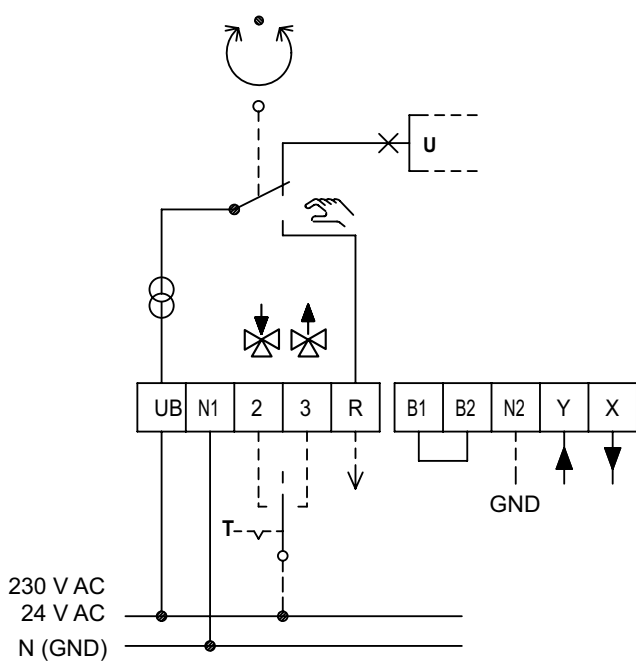 U
UB N1 2 3 R B1 B2 N2 Y X
GND
T
230 V AC
24 V AC
N (GND)